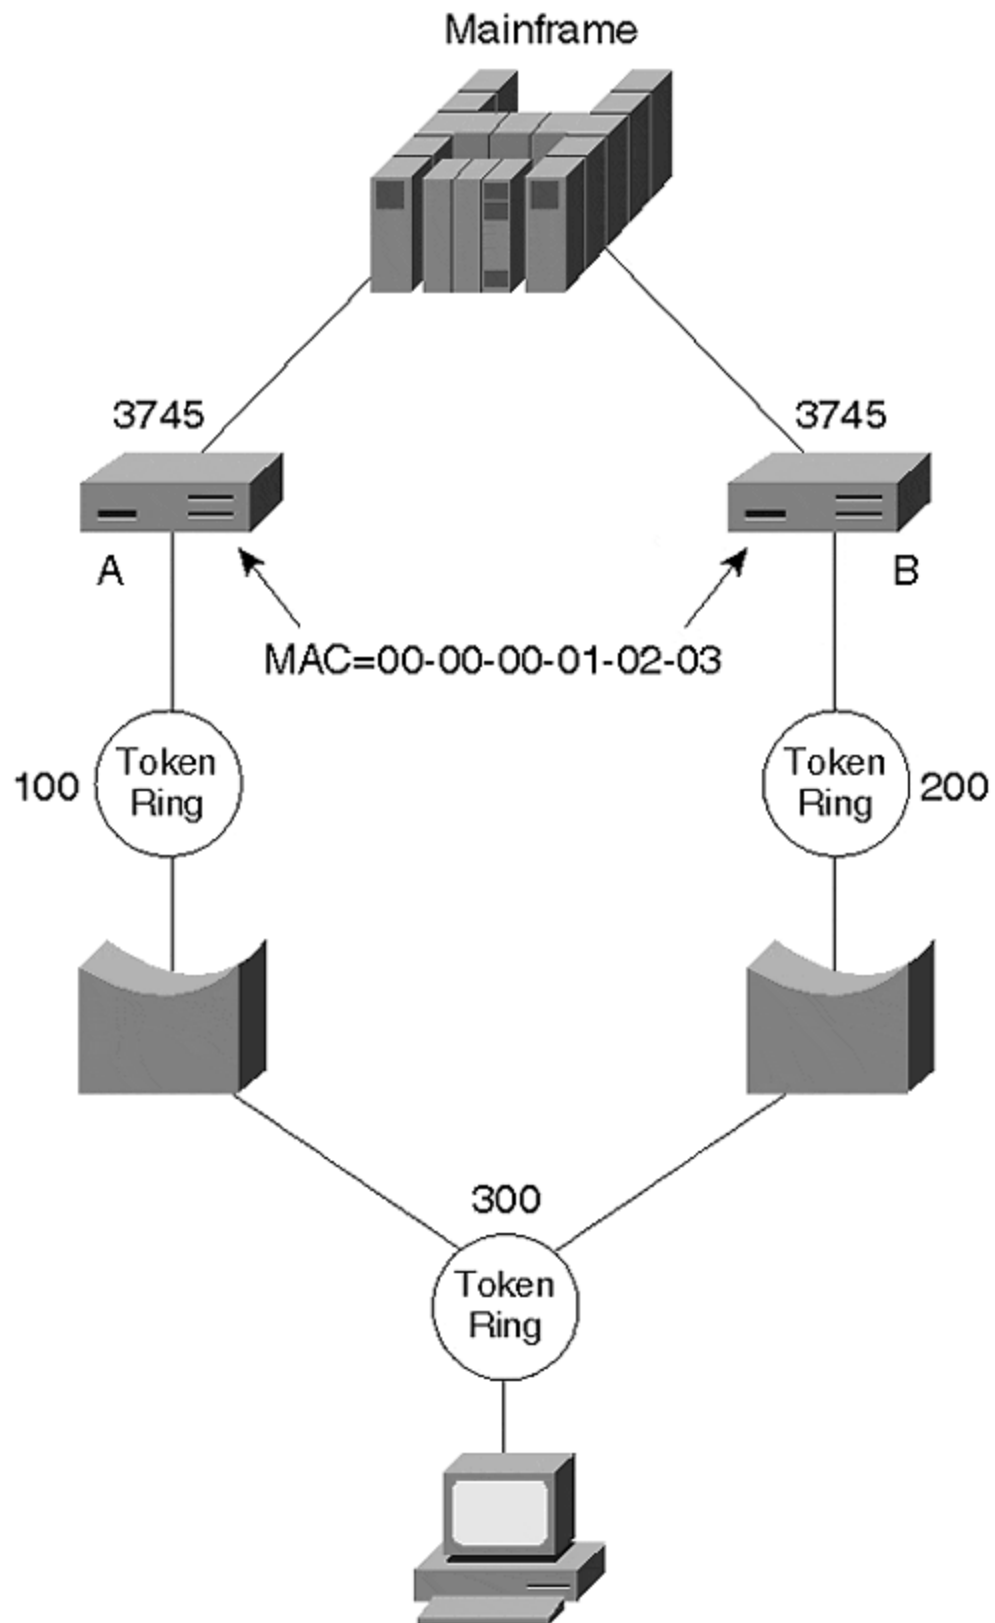 Mainframe
3745
3745
A
B
MAC=00-00-00-01-02-03
100
Token
Ring
Token
Ring
200
300
Token
Ring